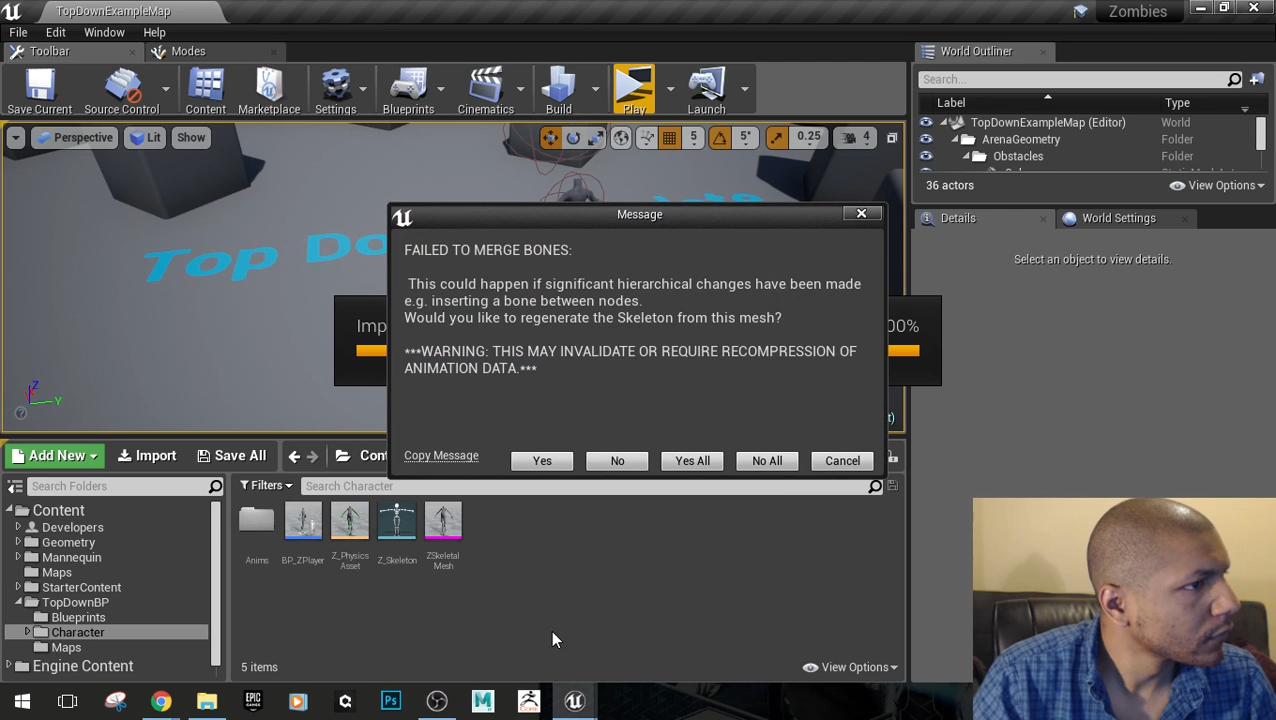 TopDownExampleMap
Zombies
File Edit Window Help
Toolbar
Modes
World Outliner
Save Current
Source Control
Content
Marketplace
Settings
Blueprints
Cinematics
Build
Play
Launch
Search...
Label
Type
TopDownExampleMap (Editor) World
ArenaGeometry Folder
Obstacles Folder
36 actors
View Options
Perspective
Lit
Show
5
5°
0.25
4
Details
World Settings
Select an object to view details.
Top Do
Message
FAILED TO MERGE BONES:
This could happen if significant hierarchical changes have been made
e.g. inserting a bone between nodes.
Would you like to regenerate the Skeleton from this mesh?
***WARNING: THIS MAY INVALIDATE OR REQUIRE RECOMPRESSION OF
ANIMATION DATA.***
Copy Message
Yes
No
Yes All
No All
Cancel
Imp
00%
Z
Y
Add New
Import
Save All
Cont
Search Folders
Filters
Search Character
Content
Developers
Geometry
Mannequin
Maps
StarterContent
TopDownBP
Blueprints
Character
Maps
Engine Content
Anims
BP_ZPlayer
Z_Physics
Asset
Z_Skeleton
ZSkeletal
Mesh
5 items
View Options
EPIC
GAMES
Ps
M